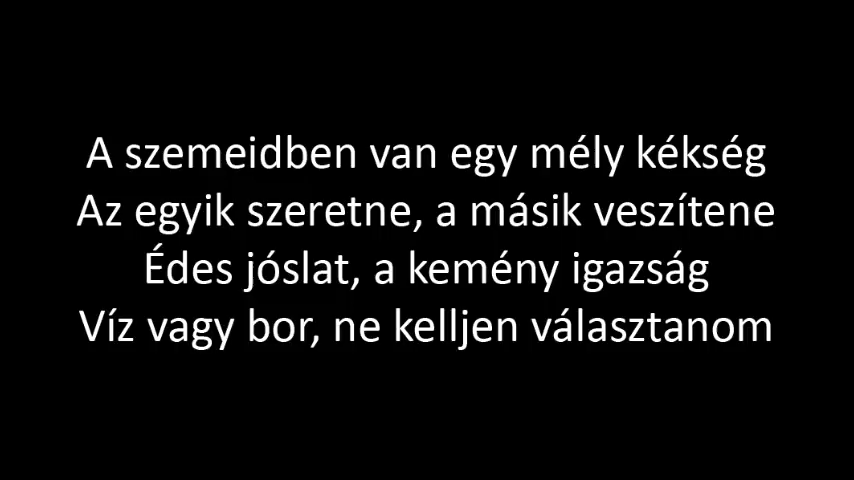 A szemeidben van egy mély kékség
Az egyik szeretne, a másik veszítene
Édes jóslat, a kemény igazság
Víz vagy bor, ne kelljen választanom